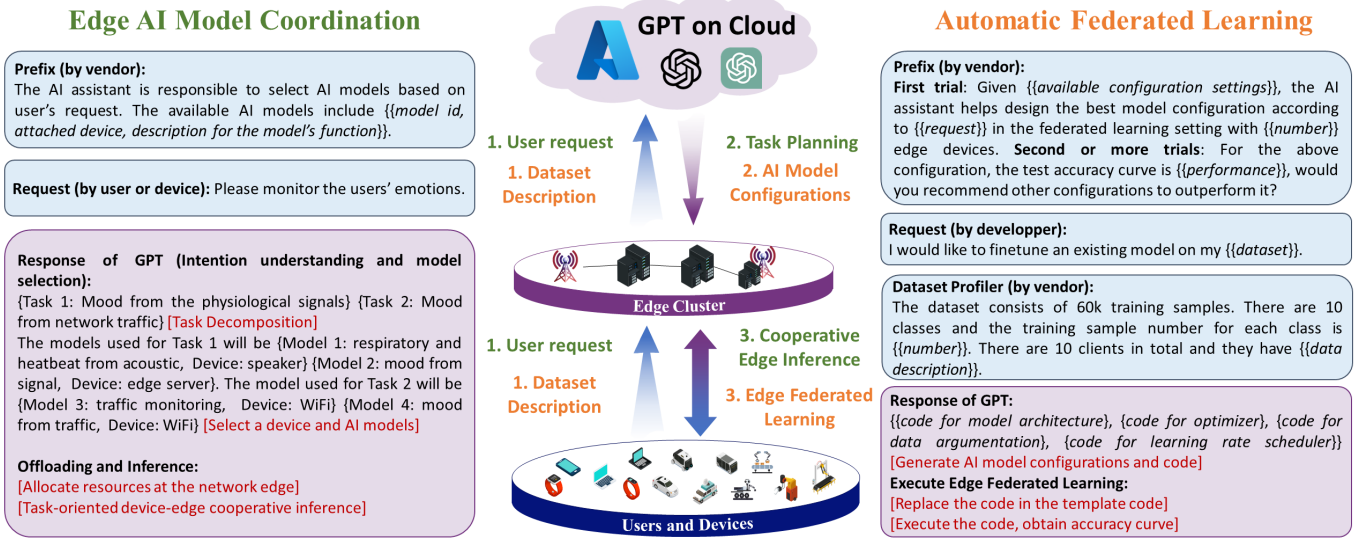 Edge AI Model Coordination
Prefix (by vendor):
The AI assistant is responsible to select AI models based on
user's request. The available AI models include {{model id,
attached device, description for the model's function}}.
Request (by user or device): Please monitor the users' emotions.
Response of GPT (Intention understanding and model
selection):
{Task 1: Mood from the physiological signals} {Task 2: Mood
from network traffic} [Task Decomposition]
The models used for Task 1 will be {Model 1: respiratory and
heatbeat from acoustic, Device: speaker} {Model 2: mood from
signal, Device: edge server}. The model used for Task 2 will be
{Model 3: traffic monitoring, Device: WiFi} {Model 4: mood
from traffic, Device: WiFi} [Select a device and AI models]
Offloading and Inference:
[Allocate resources at the network edge]
[Task-oriented device-edge cooperative inference]
GPT on Cloud
1. User request
1. Dataset
Description
2. Task Planning
2. AI Model
Configurations
Edge Cluster
1. User request
1. Dataset
Description
3. Cooperative
Edge Inference
3. Edge Federated
Learning
Users and Devices
Automatic Federated Learning
Prefix (by vendor):
First trial: Given {{available configuration settings}}, the AI
assistant helps design the best model configuration according
to {{request}} in the federated learning setting with {{number}}
edge devices. Second or more trials: For the above
configuration, the test accuracy curve is {{performance}}, would
you recommend other configurations to outperform it?
Request (by developper):
I would like to finetune an existing model on my {{dataset}}.
Dataset Profiler (by vendor):
The dataset consists of 60k training samples. There are 10
classes and the training sample number for each class is
{{number}}. There are 10 clients in total and they have {{data
description}}.
Response of GPT:
{{code for model architecture}, {code for optimizer}, {code for
data argumentation}, {code for learning rate scheduler}}
[Generate AI model configurations and code]
Execute Edge Federated Learning:
[Replace the code in the template code]
[Execute the code, obtain accuracy curve]